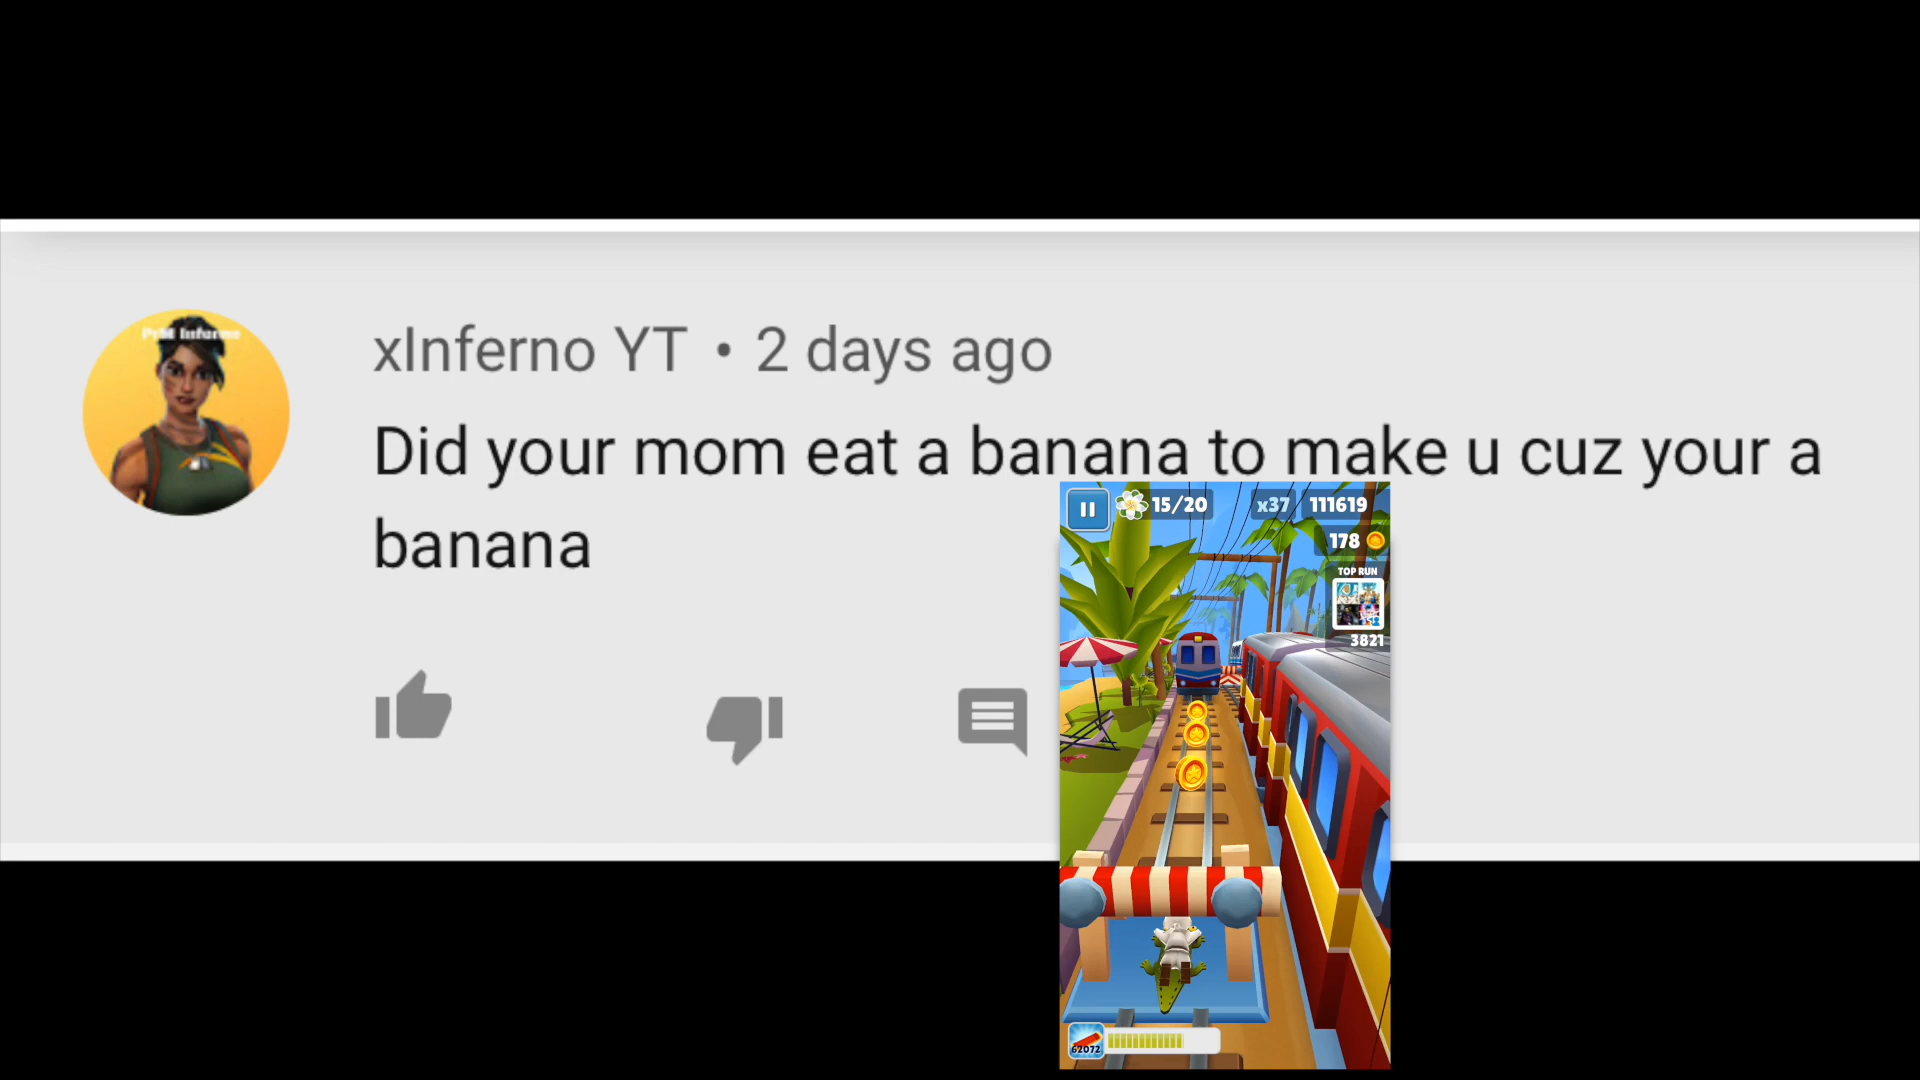 xInferno YT • 2 days ago
Did your mom eat a banana to make u cuz your a
banana
15/20 x37 111619
178
TOP RUN
3821
62072